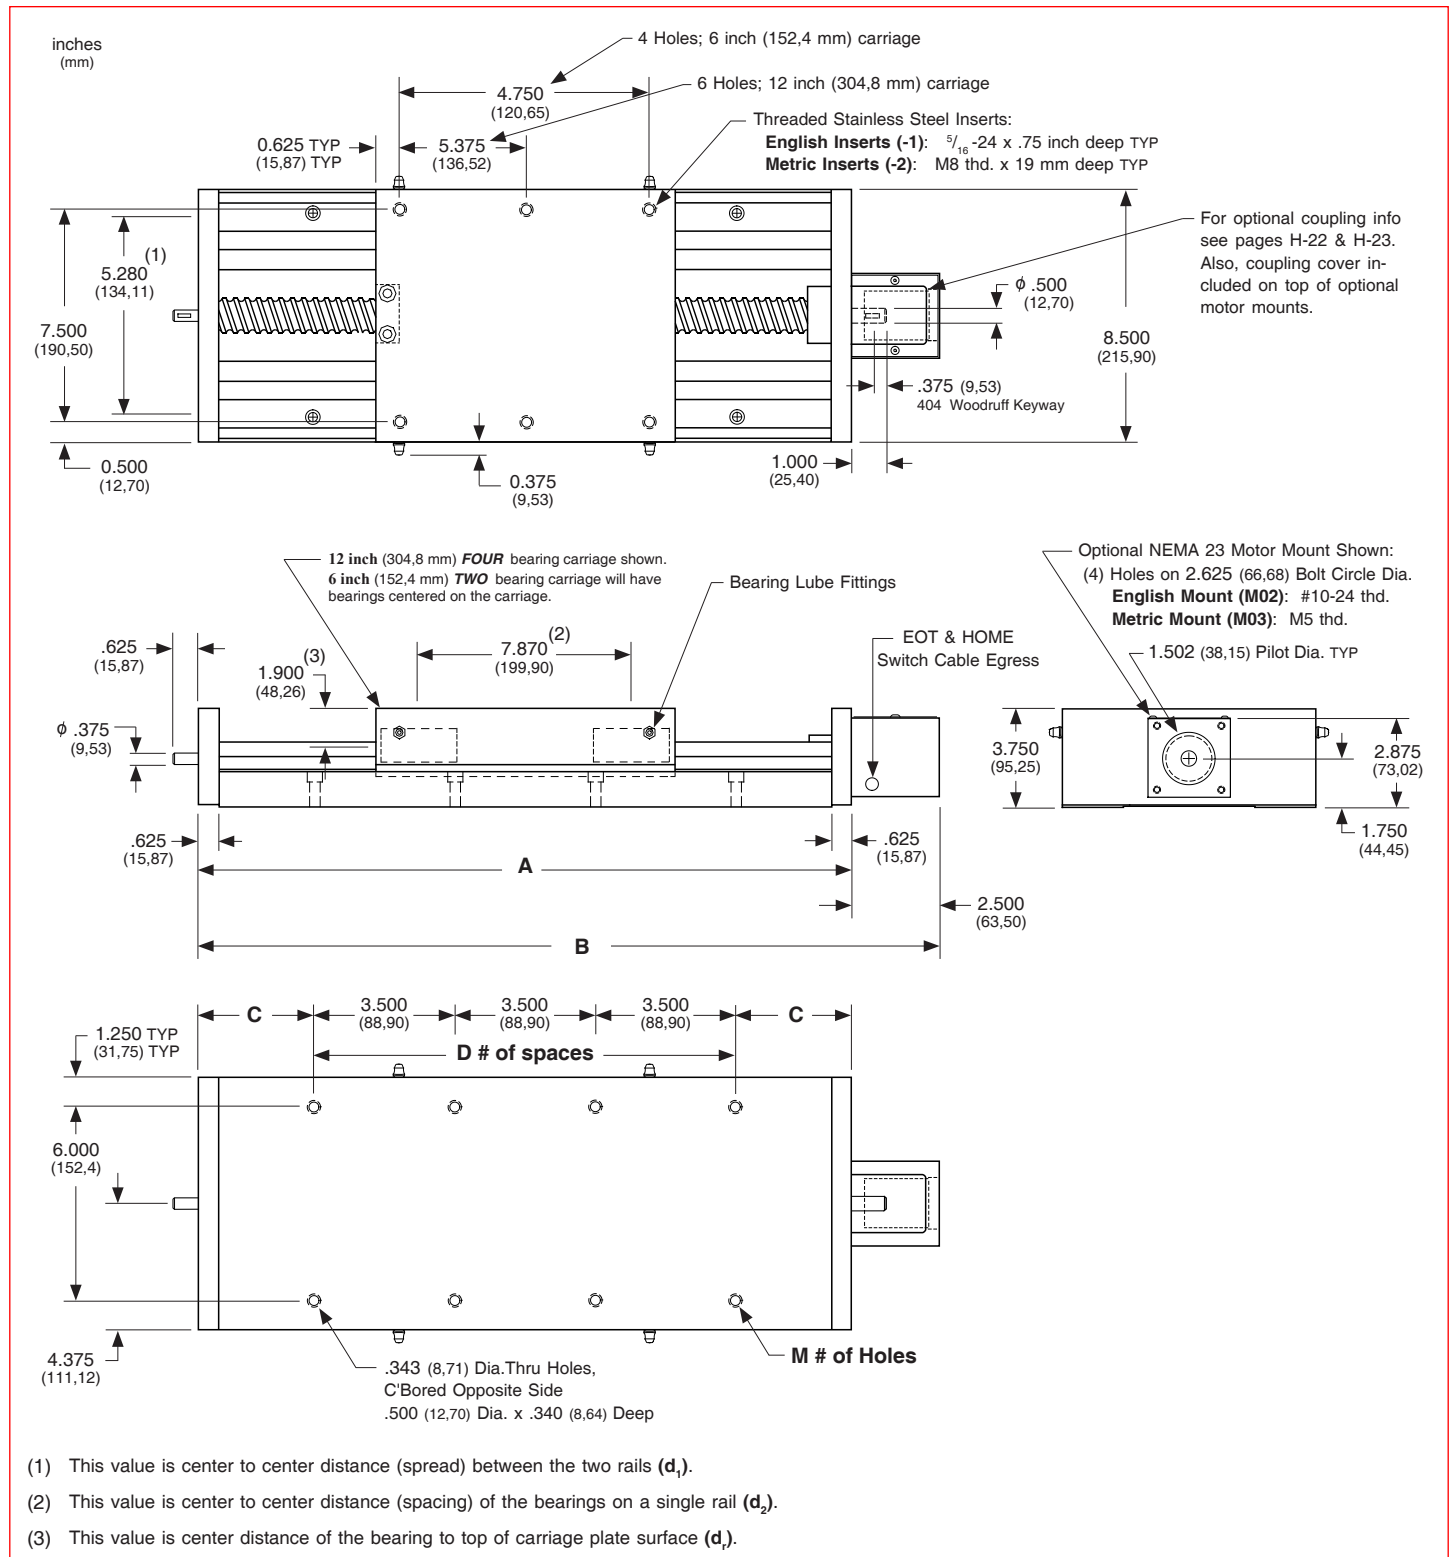 inches
(mm)
4 Holes; 6 inch (152,4 mm) carriage
4.750
(120,65)
6 Holes; 12 inch (304,8 mm) carriage
0.625 TYP
(15,87) TYP
5.375
(136,52)
Threaded Stainless Steel Inserts:
English Inserts (-1): 5/16 -24 x .75 inch deep TYP
Metric Inserts (-2): M8 thd. x 19 mm deep TYP
For optional coupling info
see pages H-22 & H-23.
Also, coupling cover in-
cluded on top of optional
motor mounts.
(1)
5.280
(134,11)
7.500
(190,50)
ϕ .500
(12,70)
8.500
(215,90)
.375 (9,53)
404 Woodruff Keyway
0.500
(12,70)
0.375
(9,53)
1.000
(25,40)
12 inch (304,8 mm) FOUR bearing carriage shown.
6 inch (152,4 mm) TWO bearing carriage will have
bearings centered on the carriage.
Bearing Lube Fittings
Optional NEMA 23 Motor Mount Shown:
(4) Holes on 2.625 (66,68) Bolt Circle Dia.
English Mount (M02): #10-24 thd.
Metric Mount (M03): M5 thd.
1.502 (38,15) Pilot Dia. TYP
.625
(15,87)
(3)
1.900
(48,26)
(2)
7.870
(199,90)
EOT & HOME
Switch Cable Egress
ϕ .375
(9,53)
3.750
(95,25)
2.875
(73,02)
1.750
(44,45)
.625
(15,87)
.625
(15,87)
A
2.500
(63,50)
B
C
3.500
(88,90)
3.500
(88,90)
3.500
(88,90)
C
1.250 TYP
(31,75) TYP
D # of spaces
6.000
(152,4)
4.375
(111,12)
M # of Holes
.343 (8,71) Dia.Thru Holes,
C'Bored Opposite Side
.500 (12,70) Dia. x .340 (8,64) Deep
(1) This value is center to center distance (spread) between the two rails (d1).
(2) This value is center to center distance (spacing) of the bearings on a single rail (d2).
(3) This value is center distance of the bearing to top of carriage plate surface (dr).